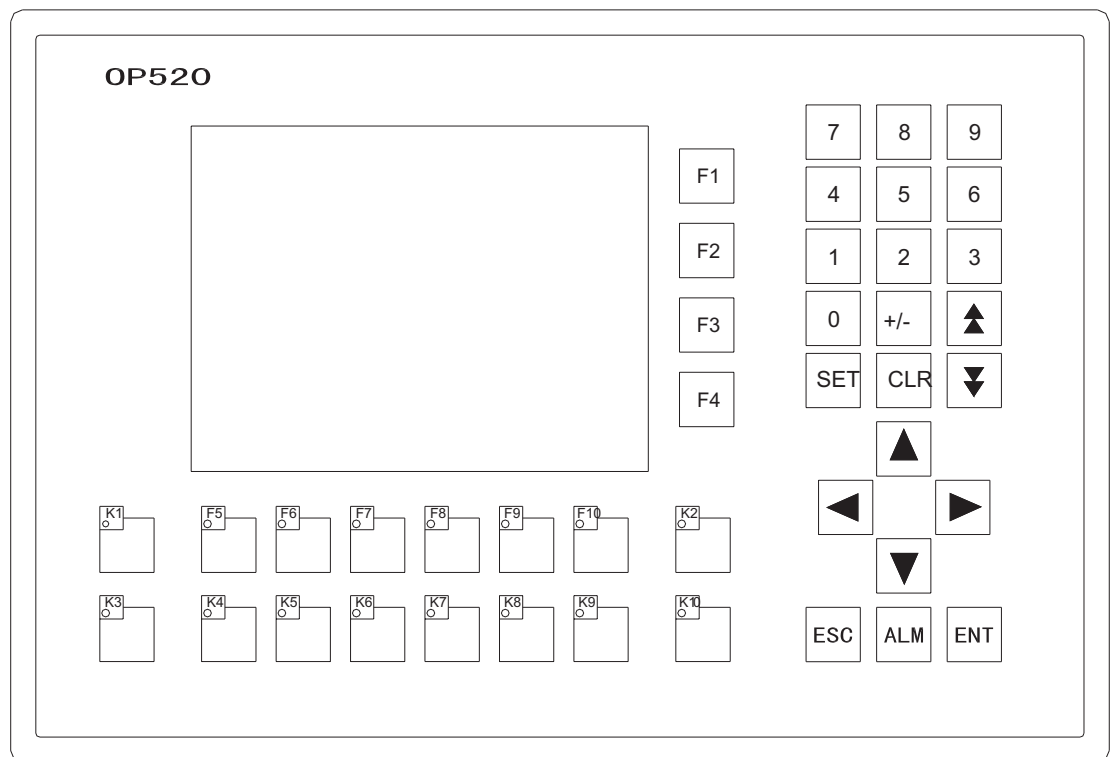 OP520
7 8 9
F1
4 5 6
F2
1 2 3
F3
0 +/-
SET CLR
F4
K1 F5 F6 F7 F8 F9 F10 K2
K3 K4 K5 K6 K7 K8 K9 K10
ESC ALM ENT